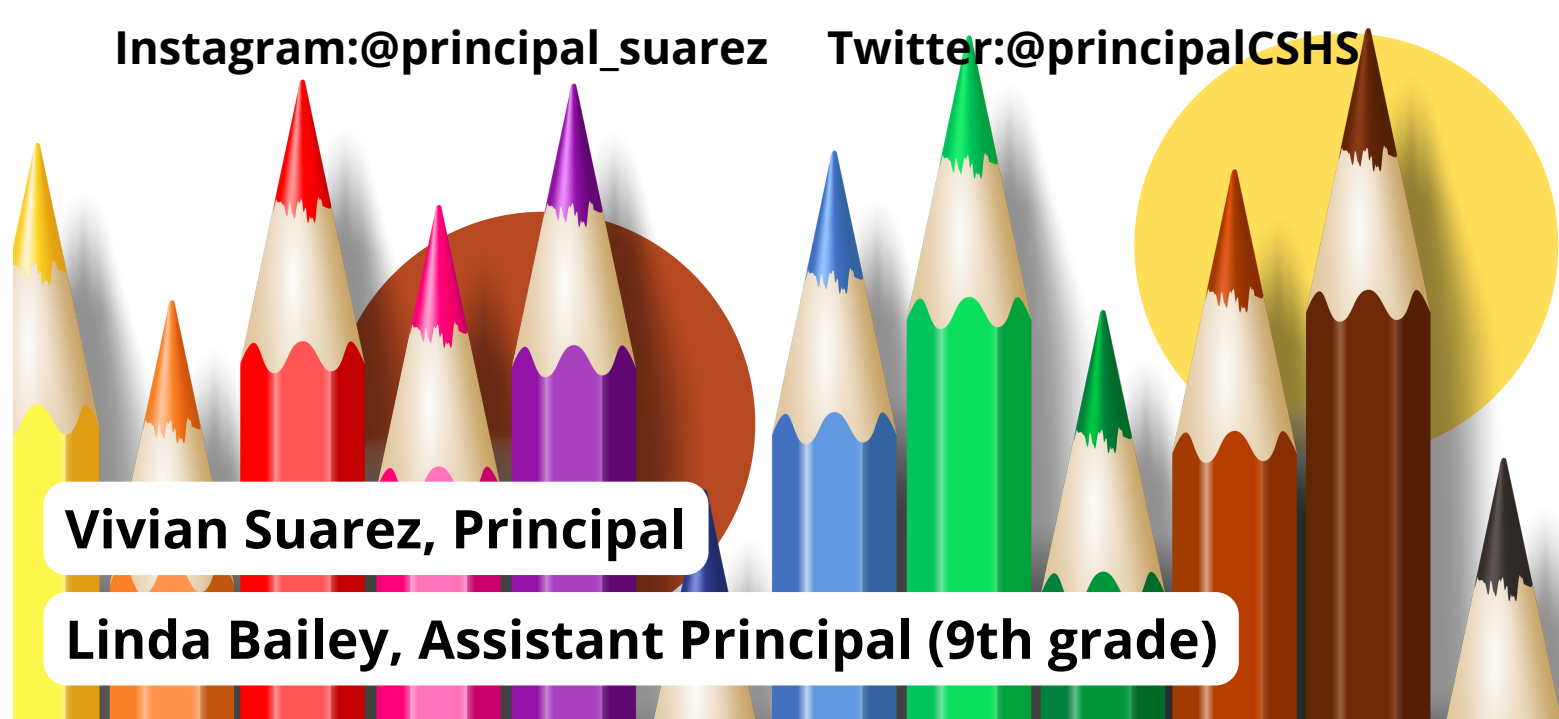 Instagram:@principal_suarez Twitter:@principalCSHS
Vivian Suarez, Principal
Linda Bailey, Assistant Principal (9th grade)